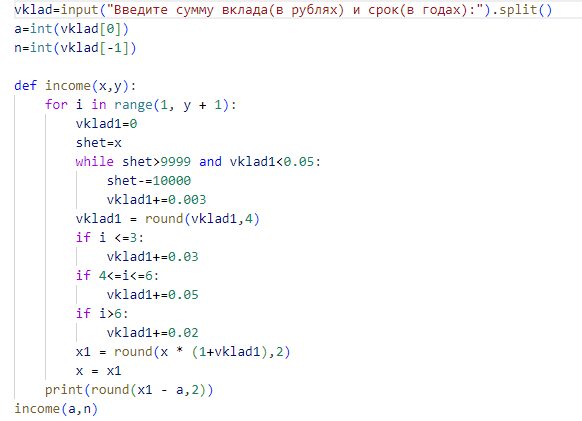 vklad=input("Введите сумму вклада(в рублях) и срок(в годах):").split()
a=int(vklad[0])
n=int(vklad[-1])

def income(x,y):
    for i in range(1, y + 1):
        vklad1=0
        shet=x
        while shet>9999 and vklad1<0.05:
            shet-=10000
            vklad1+=0.003
        vklad1 = round(vklad1,4)
        if i <=3:
            vklad1+=0.03
        if 4<=i<=6:
            vklad1+=0.05
        if i>6:
            vklad1+=0.02
        x1 = round(x * (1+vklad1),2)
        x = x1
    print(round(x1 - a,2))
income(a,n)